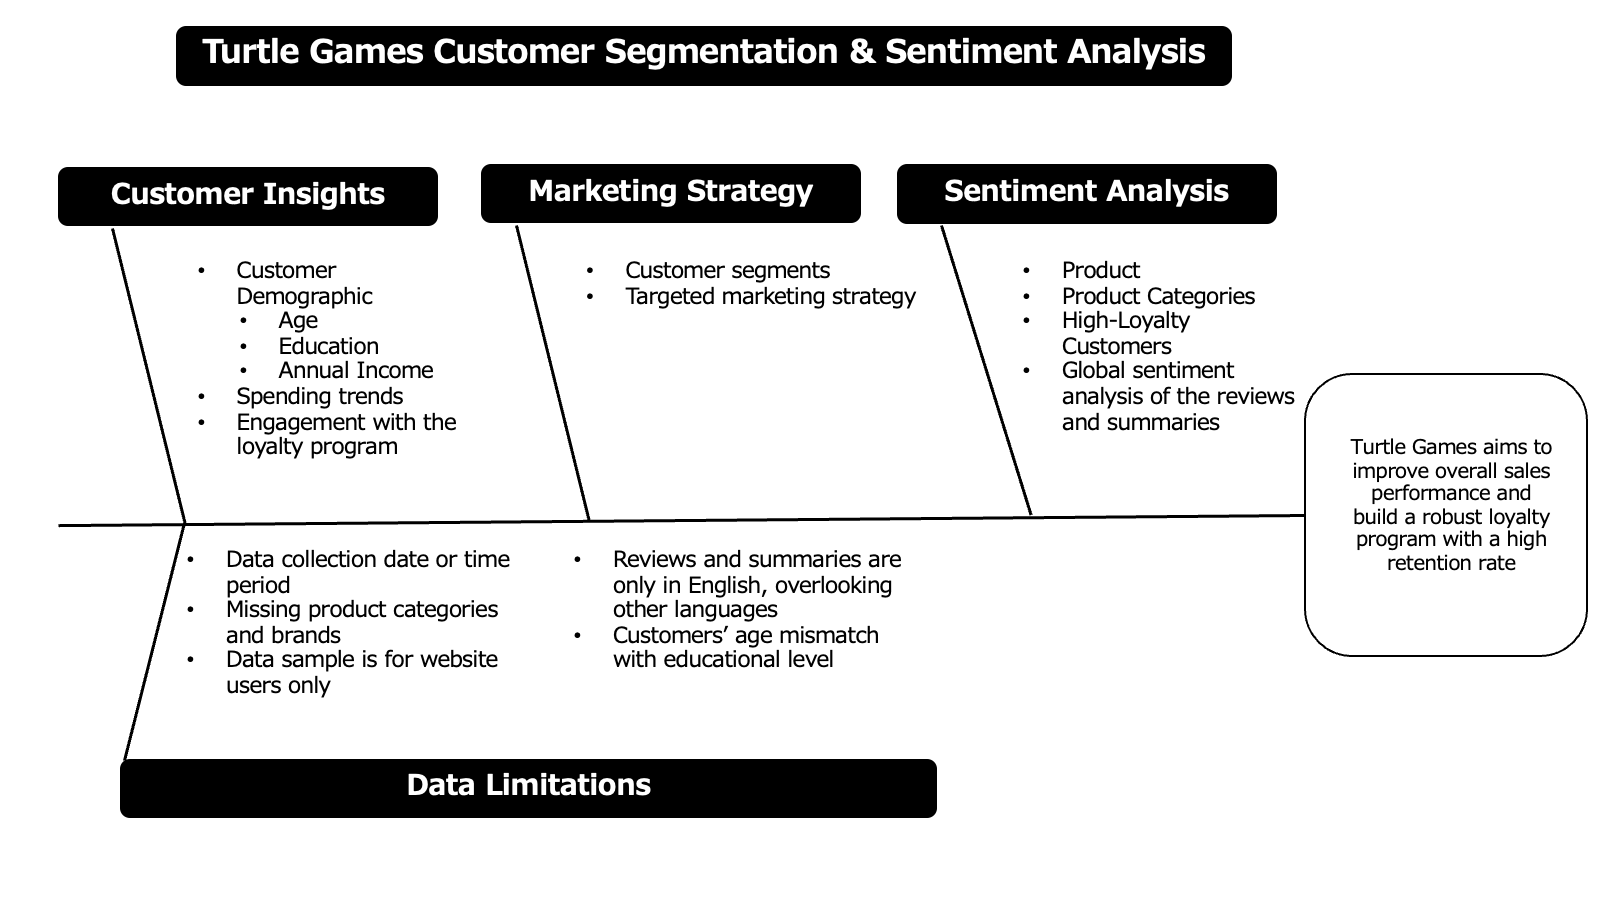 Turtle Games Customer Segmentation & Sentiment Analysis
Customer Insights
• Customer
Demographic
• Age
• Education
• Annual Income
• Spending trends
• Engagement with the
loyalty program
Marketing Strategy
• Customer segments
• Targeted marketing strategy
Sentiment Analysis
• Product
• Product Categories
• High-Loyalty
Customers
• Global sentiment
analysis of the reviews
and summaries
Turtle Games aims to
improve overall sales
performance and
build a robust loyalty
program with a high
retention rate
• Data collection date or time
period
• Missing product categories
and brands
• Data sample is for website
users only
• Reviews and summaries are
only in English, overlooking
other languages
• Customers’ age mismatch
with educational level
Data Limitations